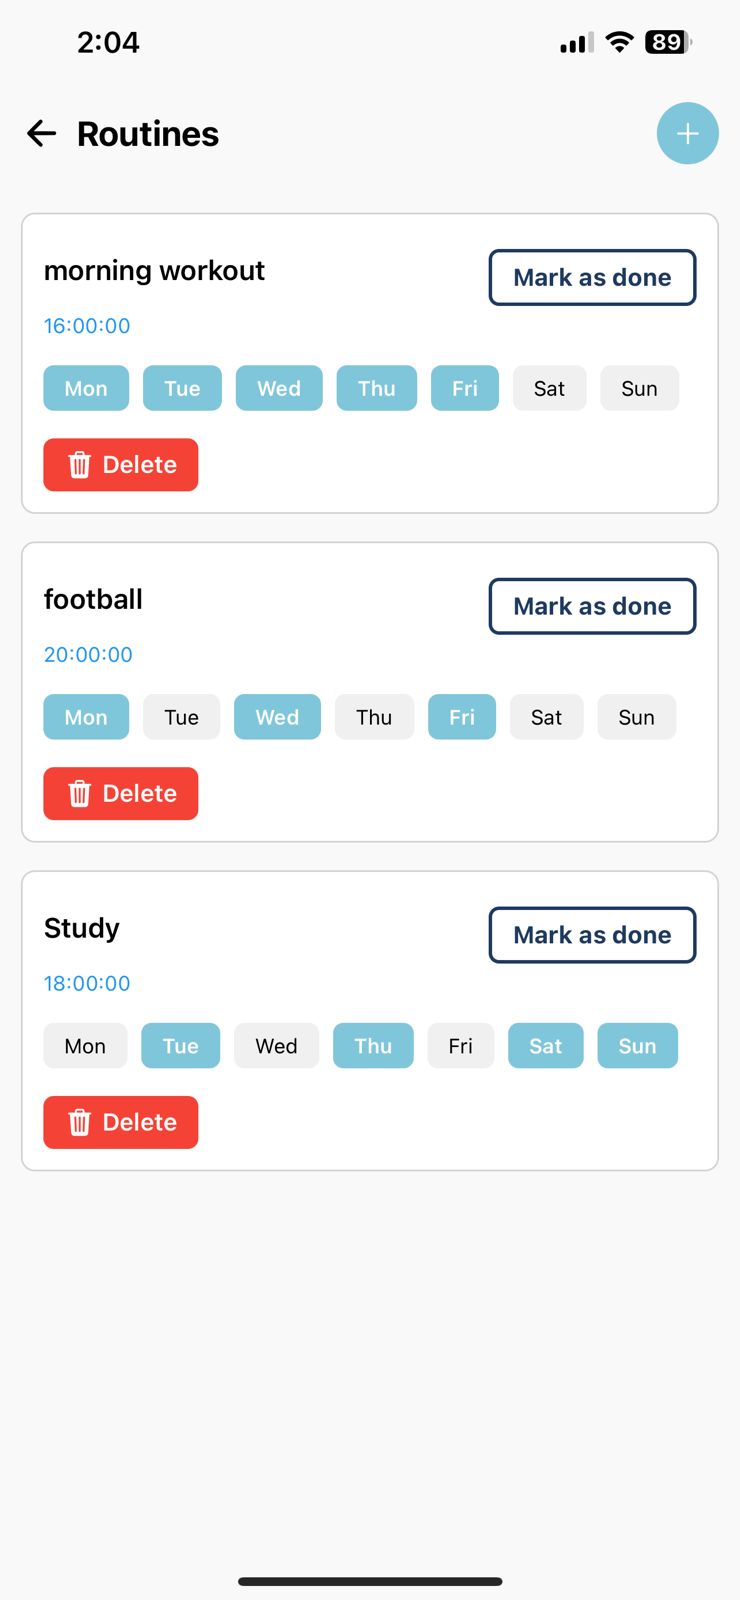 2:04
89
Routines
morning workout
Mark as done
16:00:00
Mon Tue Wed Thu Fri Sat Sun
Delete
football
Mark as done
20:00:00
Mon Tue Wed Thu Fri Sat Sun
Delete
Study
Mark as done
18:00:00
Mon Tue Wed Thu Fri Sat Sun
Delete